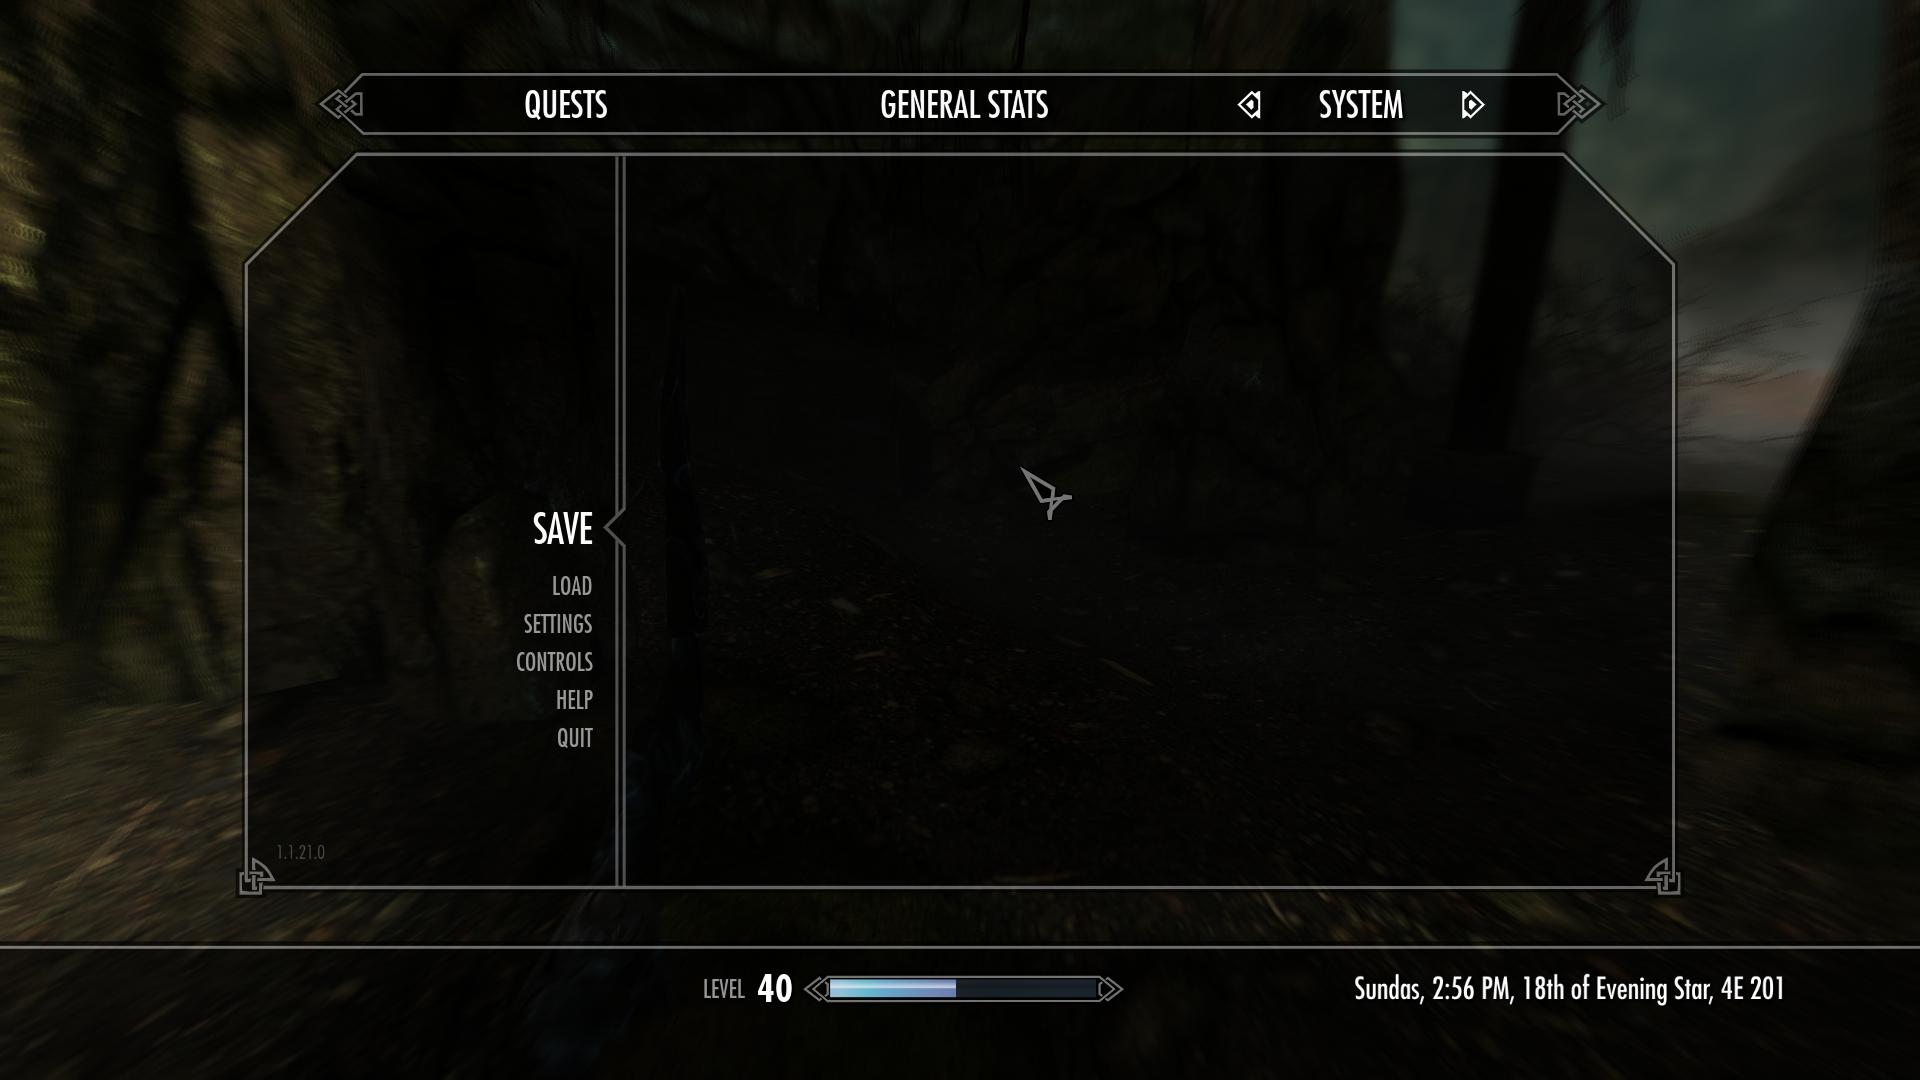 QUESTS GENERAL STATS SYSTEM
SAVE
LOAD
SETTINGS
CONTROLS
HELP
QUIT
1.1.21.0
LEVEL 40
Sundas, 2:56 PM, 18th of Evening Star, 4E 201